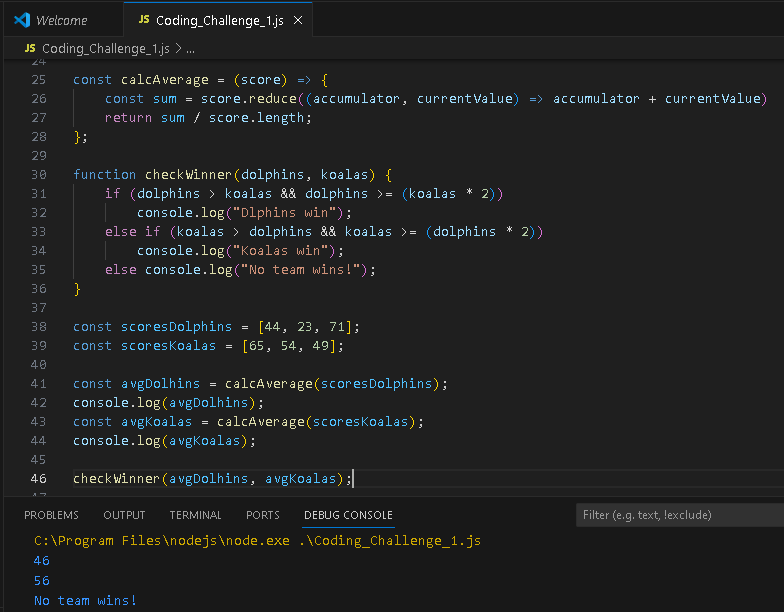 Welcome
JS Coding_Challenge_1.js ×
JS Coding_Challenge_1.js > ...
24
25 const calcAverage = (score) => {
26 const sum = score.reduce((accumulator, currentValue) => accumulator + currentValue)
27 return sum / score.length;
28 };
29
30 function checkWinner(dolphins, koalas) {
31 if (dolphins > koalas && dolphins >= (koalas * 2))
32 console.log("Dlphins win");
33 else if (koalas > dolphins && koalas >= (dolphins * 2))
34 console.log("Koalas win");
35 else console.log("No team wins!");
36 }
37
38 const scoresDolphins = [44, 23, 71];
39 const scoresKoalas = [65, 54, 49];
40
41 const avgDolhins = calcAverage(scoresDolphins);
42 console.log(avgDolhins);
43 const avgKoalas = calcAverage(scoresKoalas);
44 console.log(avgKoalas);
45
46 checkWinner(avgDolhins, avgKoalas);
47
PROBLEMS OUTPUT TERMINAL PORTS DEBUG CONSOLE Filter (e.g. text, !exclude)
C:\Program Files\nodejs\node.exe .\Coding_Challenge_1.js
46
56
No team wins!